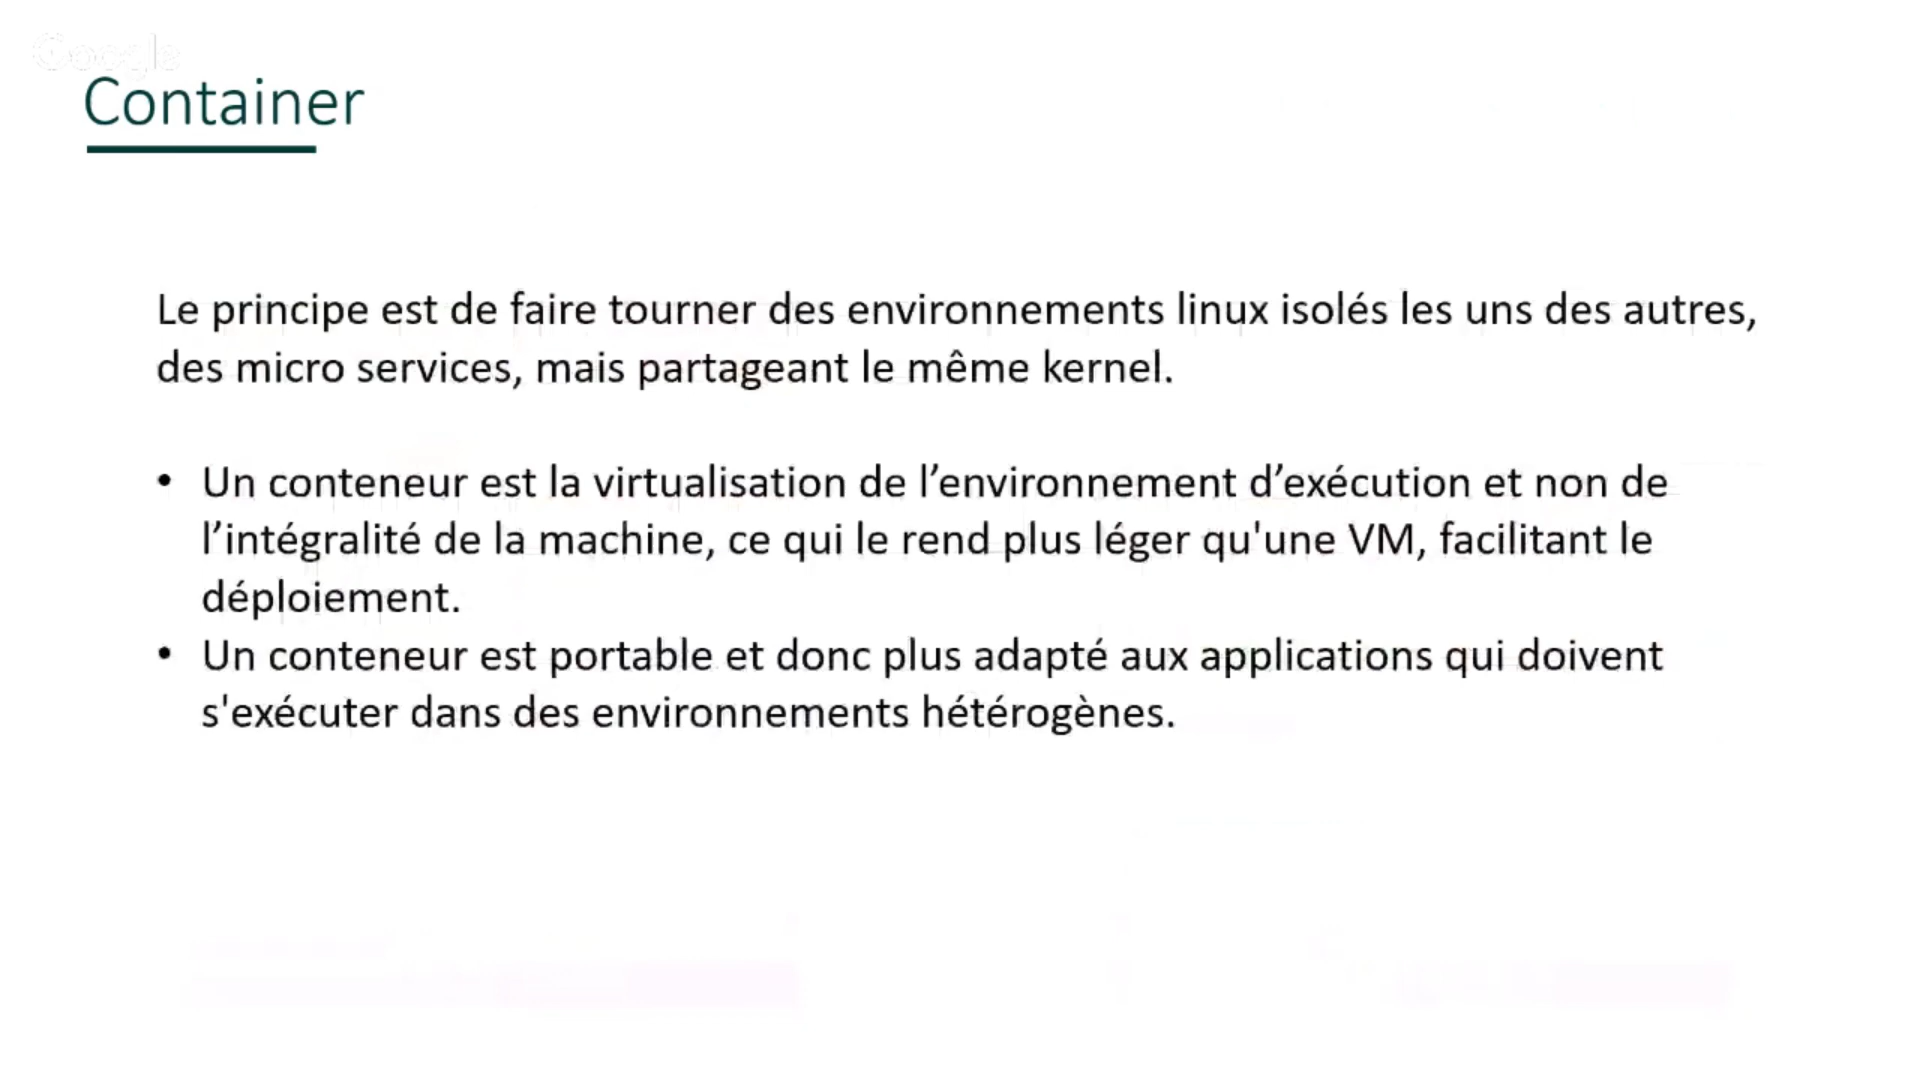 Google
Container
Le principe est de faire tourner des environnements linux isolés les uns des autres,
des micro services, mais partageant le même kernel.
• Un conteneur est la virtualisation de l’environnement d’exécution et non de
l’intégralité de la machine, ce qui le rend plus léger qu'une VM, facilitant le
déploiement.
• Un conteneur est portable et donc plus adapté aux applications qui doivent
s'exécuter dans des environnements hétérogènes.